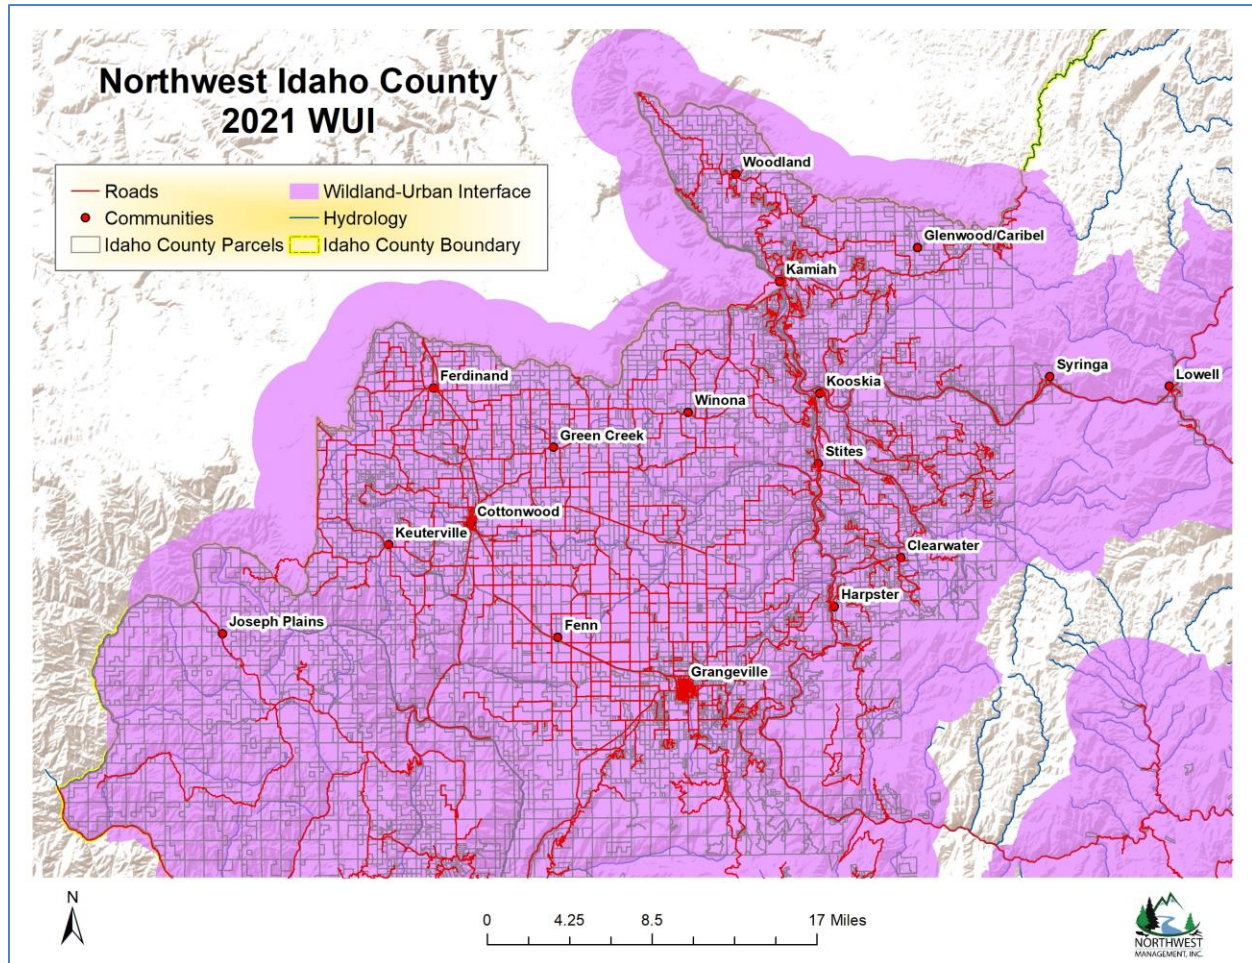 Northwest Idaho County
2021 WUI
Roads
Wildland-Urban Interface
Communities
Hydrology
Idaho County Parcels
Idaho County Boundary
Woodland
Glenwood/Caribel
Kamiah
Syringa
Lowell
Ferdinand
Kooskia
Winona
Green Creek
Stites
Cottonwood
Keuterville
Clearwater
Harpster
Joseph Plains
Fenn
Grangeville
N
0 4.25 8.5 17 Miles
NORTHWEST
MANAGEMENT, INC.